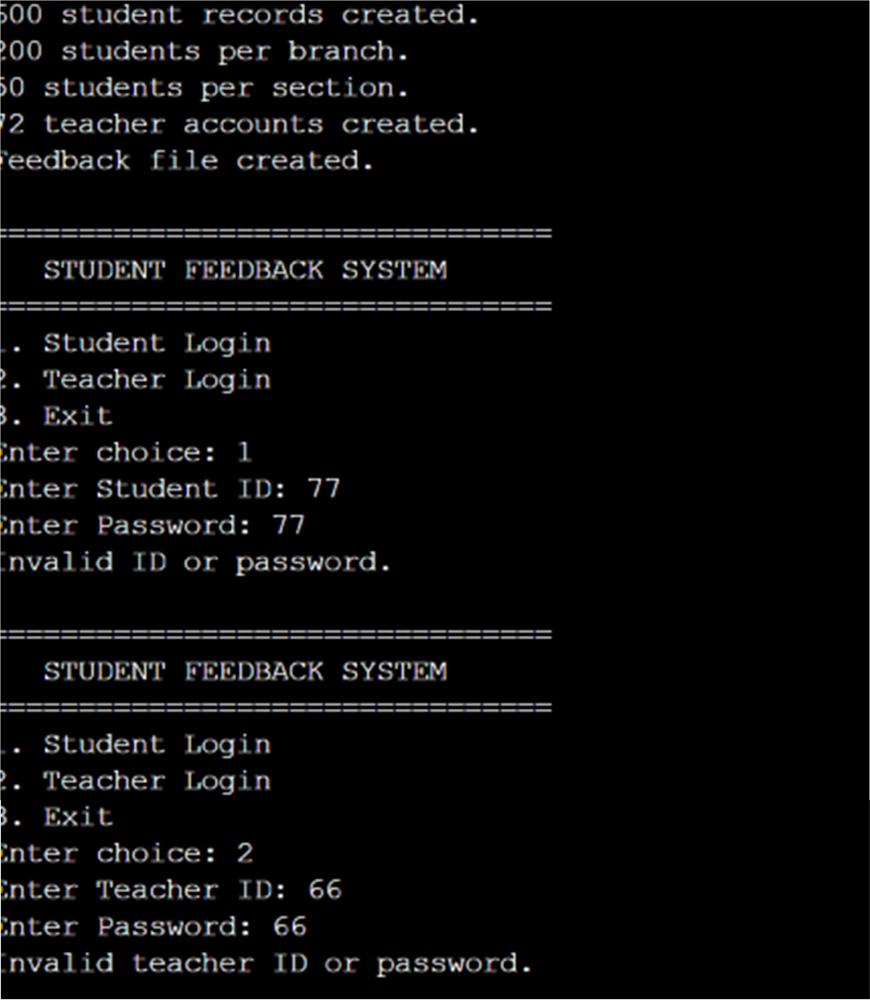 600 student records created.
200 students per branch.
50 students per section.
72 teacher accounts created.
Feedback file created.
================================
STUDENT FEEDBACK SYSTEM
================================
1. Student Login
2. Teacher Login
3. Exit
Enter choice: 1
Enter Student ID: 77
Enter Password: 77
Invalid ID or password.
================================
STUDENT FEEDBACK SYSTEM
================================
1. Student Login
2. Teacher Login
3. Exit
Enter choice: 2
Enter Teacher ID: 66
Enter Password: 66
Invalid teacher ID or password.